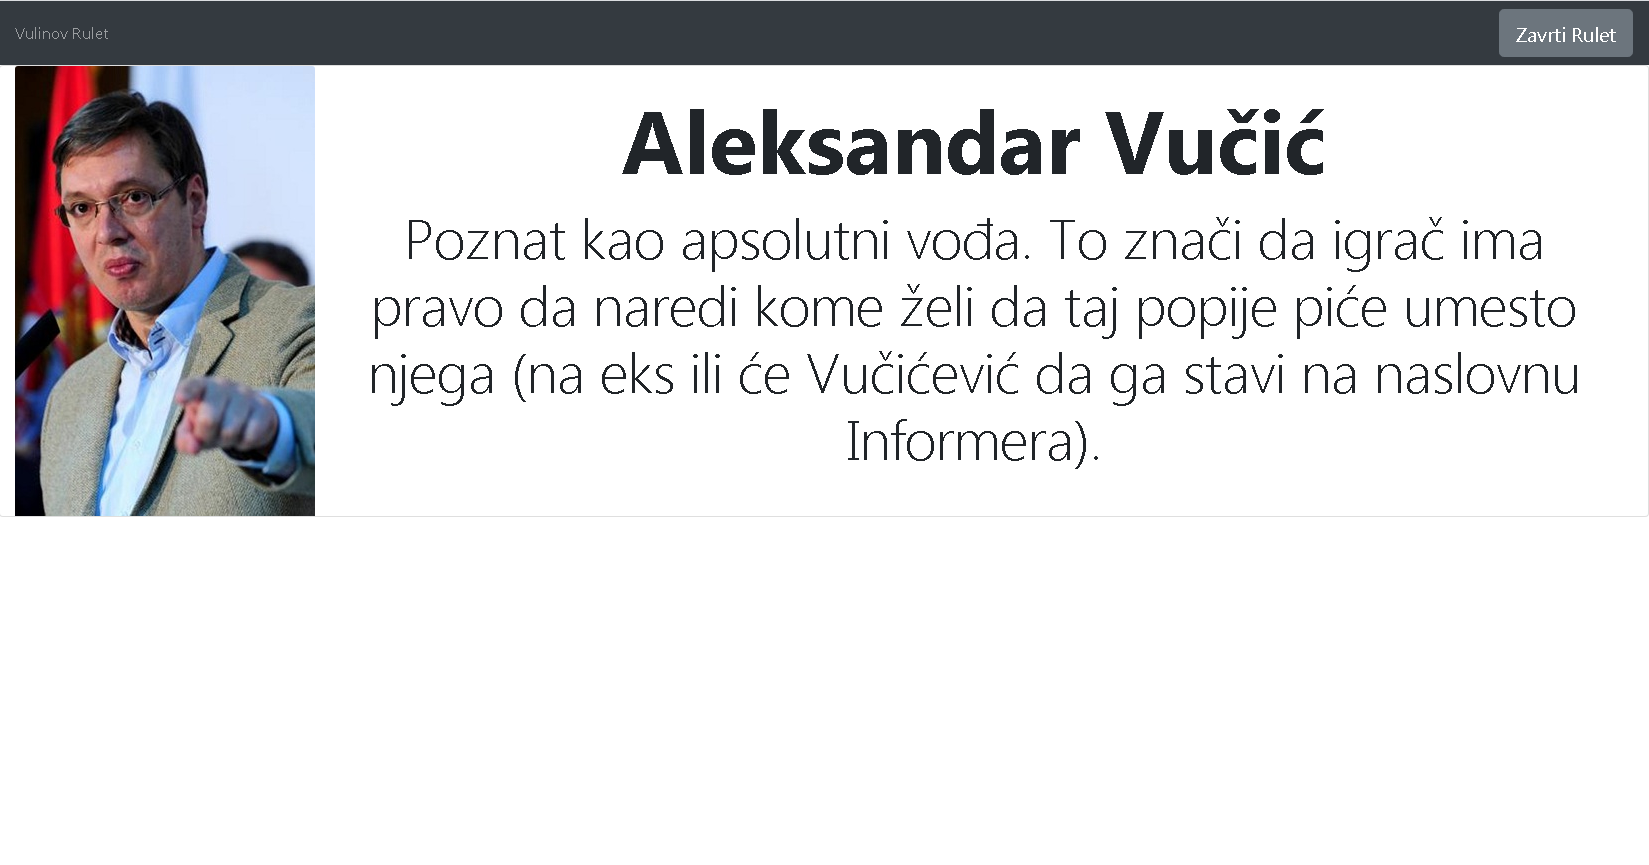 Vulinov Rulet
Zavrti Rulet
Aleksandar Vučić
Poznat kao apsolutni vođa. To znači da igrač ima
pravo da naredi kome želi da taj popije piće umesto
njega (na eks ili će Vučićević da ga stavi na naslovnu
Informera).